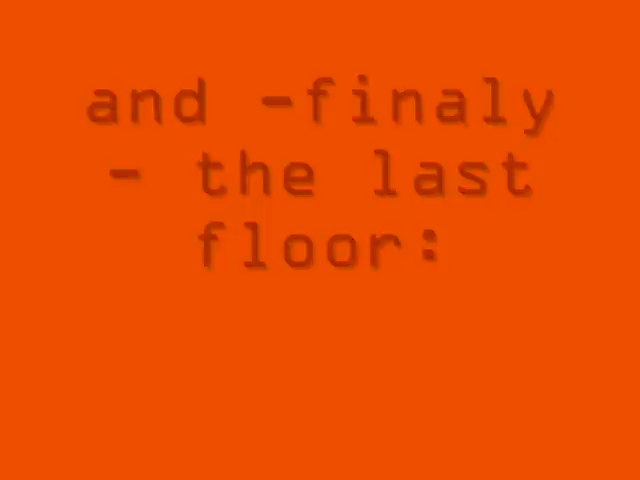 and -finaly
- the last
floor: